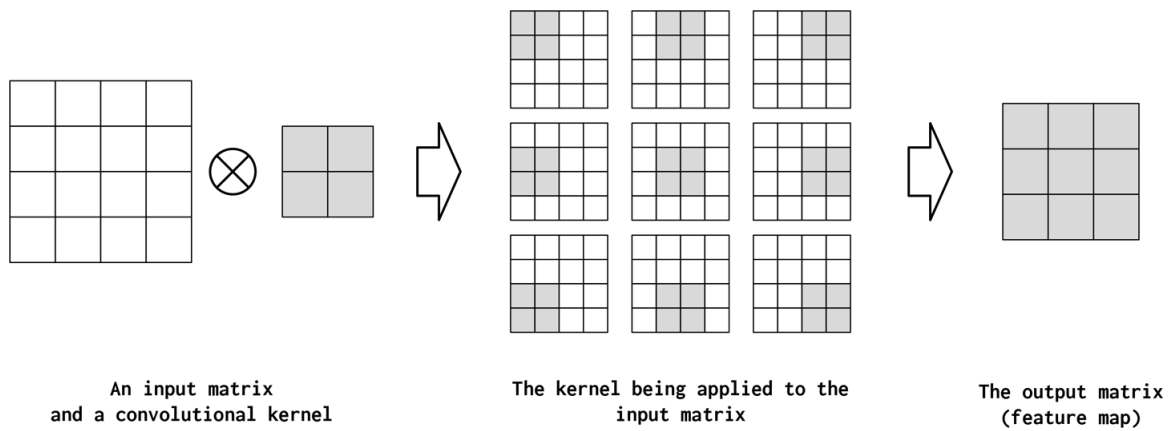 An input matrix
and a convolutional kernel
The kernel being applied to the
input matrix
The output matrix
(feature map)